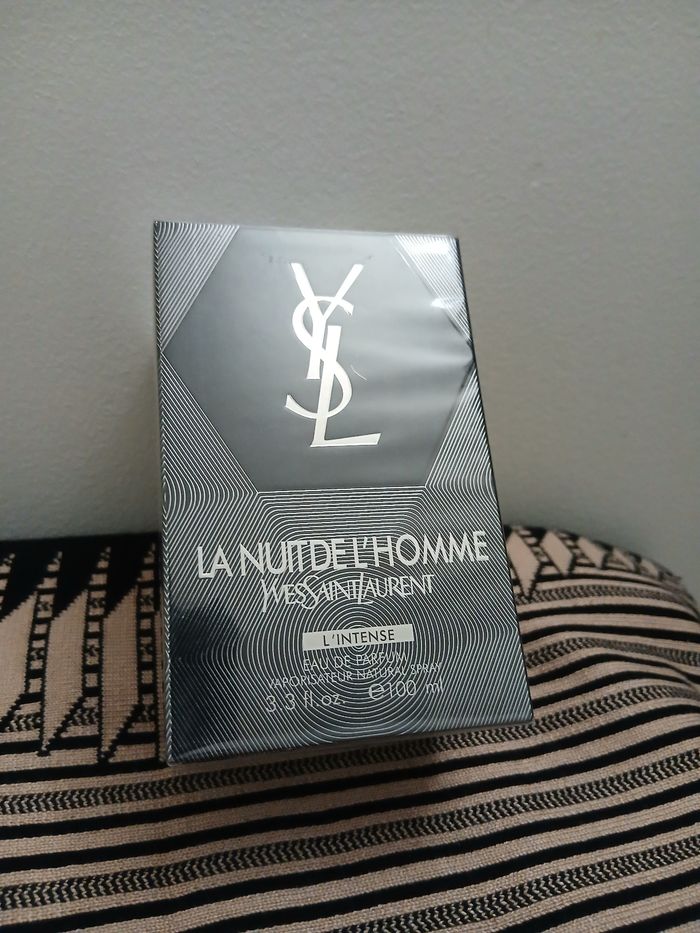 YSL
LA NUIT DE L'HOMME
YVES SAINT LAURENT
L'INTENSE
EAU DE PARFUM
VAPORISATEUR NATURAL SPRAY
3.3 fl.oz. ℮100 ml